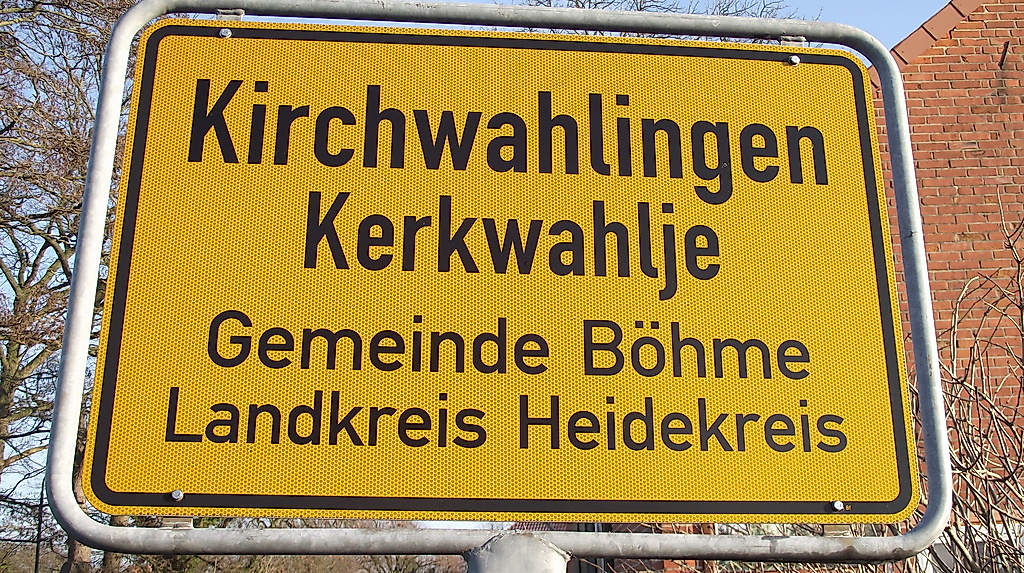 Kirchwahlingen
Kerkwahlje
Gemeinde Böhme
Landkreis Heidekreis